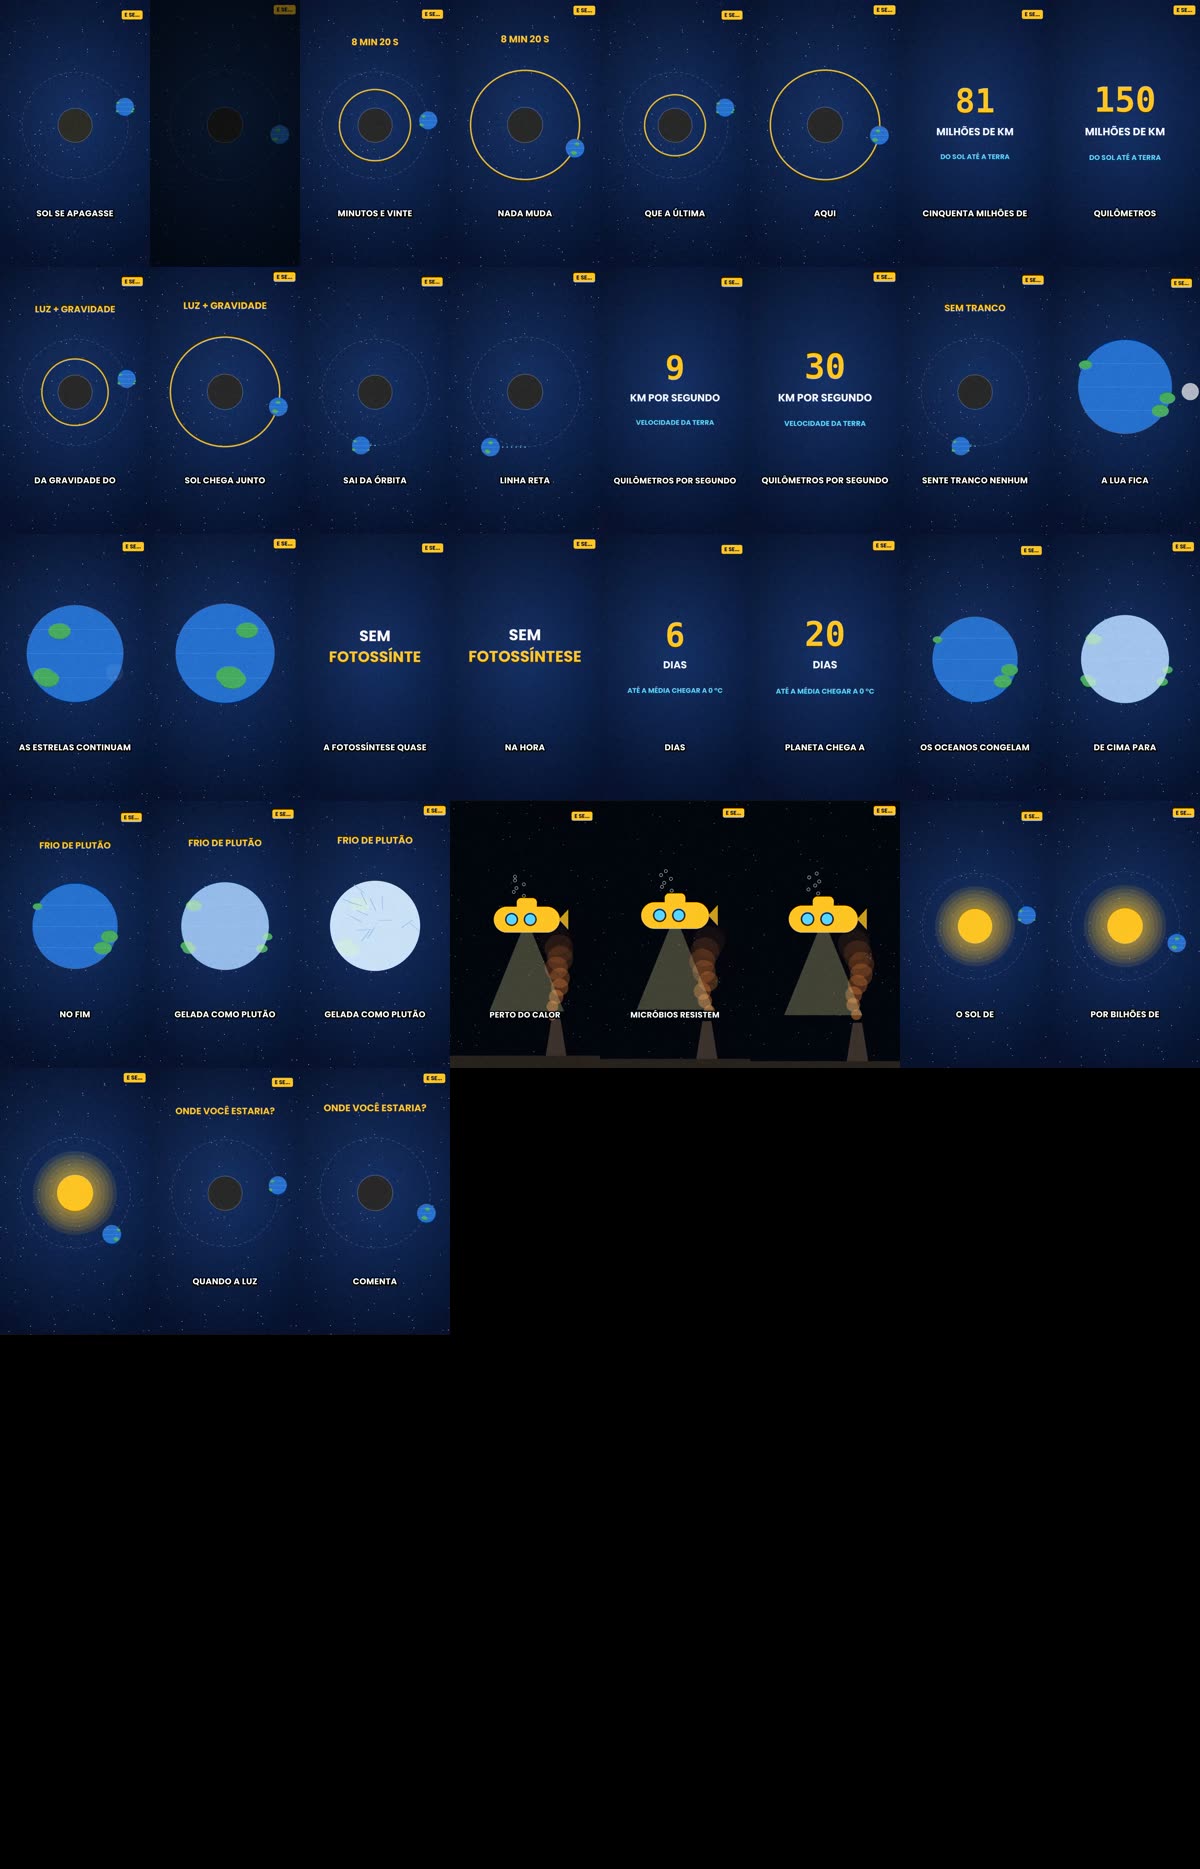 E SE...
SOL SE APAGASSE
E SE...
E SE...
8 MIN 20 S
MINUTOS E VINTE
E SE...
8 MIN 20 S
NADA MUDA
E SE...
QUE A ÚLTIMA
E SE...
AQUI
E SE...
81
MILHÕES DE KM
DO SOL ATÉ A TERRA
CINQUENTA MILHÕES DE
E SE...
150
MILHÕES DE KM
DO SOL ATÉ A TERRA
QUILÔMETROS
E SE...
LUZ + GRAVIDADE
DA GRAVIDADE DO
E SE...
LUZ + GRAVIDADE
SOL CHEGA JUNTO
E SE...
SAI DA ÓRBITA
E SE...
LINHA RETA
E SE...
9
KM POR SEGUNDO
VELOCIDADE DA TERRA
QUILÔMETROS POR SEGUNDO
E SE...
30
KM POR SEGUNDO
VELOCIDADE DA TERRA
QUILÔMETROS POR SEGUNDO
E SE...
SEM TRANCO
SENTE TRANCO NENHUM
E SE...
A LUA FICA
E SE...
AS ESTRELAS CONTINUAM
E SE...
E SE...
SEM
FOTOSSÍNTE
A FOTOSSÍNTESE QUASE
E SE...
SEM
FOTOSSÍNTESE
NA HORA
E SE...
6
DIAS
ATÉ A MÉDIA CHEGAR A 0 °C
DIAS
E SE...
20
DIAS
ATÉ A MÉDIA CHEGAR A 0 °C
PLANETA CHEGA A
E SE...
OS OCEANOS CONGELAM
E SE...
DE CIMA PARA
E SE...
FRIO DE PLUTÃO
NO FIM
E SE...
FRIO DE PLUTÃO
GELADA COMO PLUTÃO
E SE...
FRIO DE PLUTÃO
GELADA COMO PLUTÃO
E SE...
PERTO DO CALOR
E SE...
MICRÓBIOS RESISTEM
E SE...
E SE...
O SOL DE
E SE...
POR BILHÕES DE
E SE...
E SE...
ONDE VOCÊ ESTARIA?
QUANDO A LUZ
E SE...
ONDE VOCÊ ESTARIA?
COMENTA